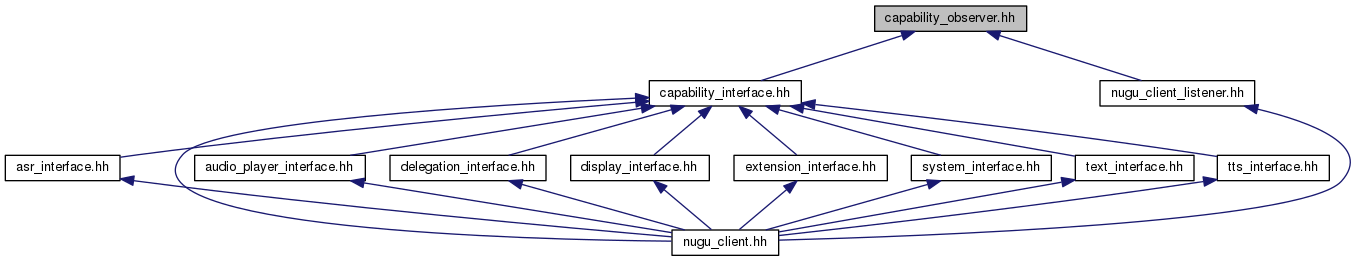 capability_observer.hh
capability_interface.hh
nugu_client_listener.hh
asr_interface.hh
audio_player_interface.hh
delegation_interface.hh
display_interface.hh
extension_interface.hh
system_interface.hh
text_interface.hh
tts_interface.hh
nugu_client.hh